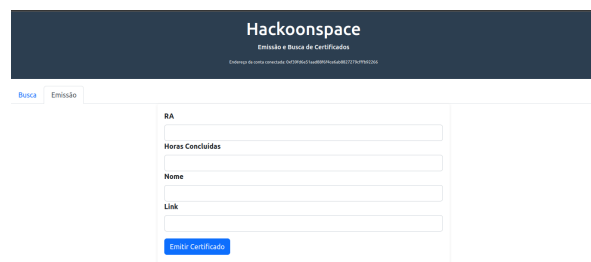 Hackoonspace
Emissão e Busca de Certificados
Endereço da conta conectada:
Busca Emissão
RA
Horas Concluídas
Nome
Link
Emitir Certificado